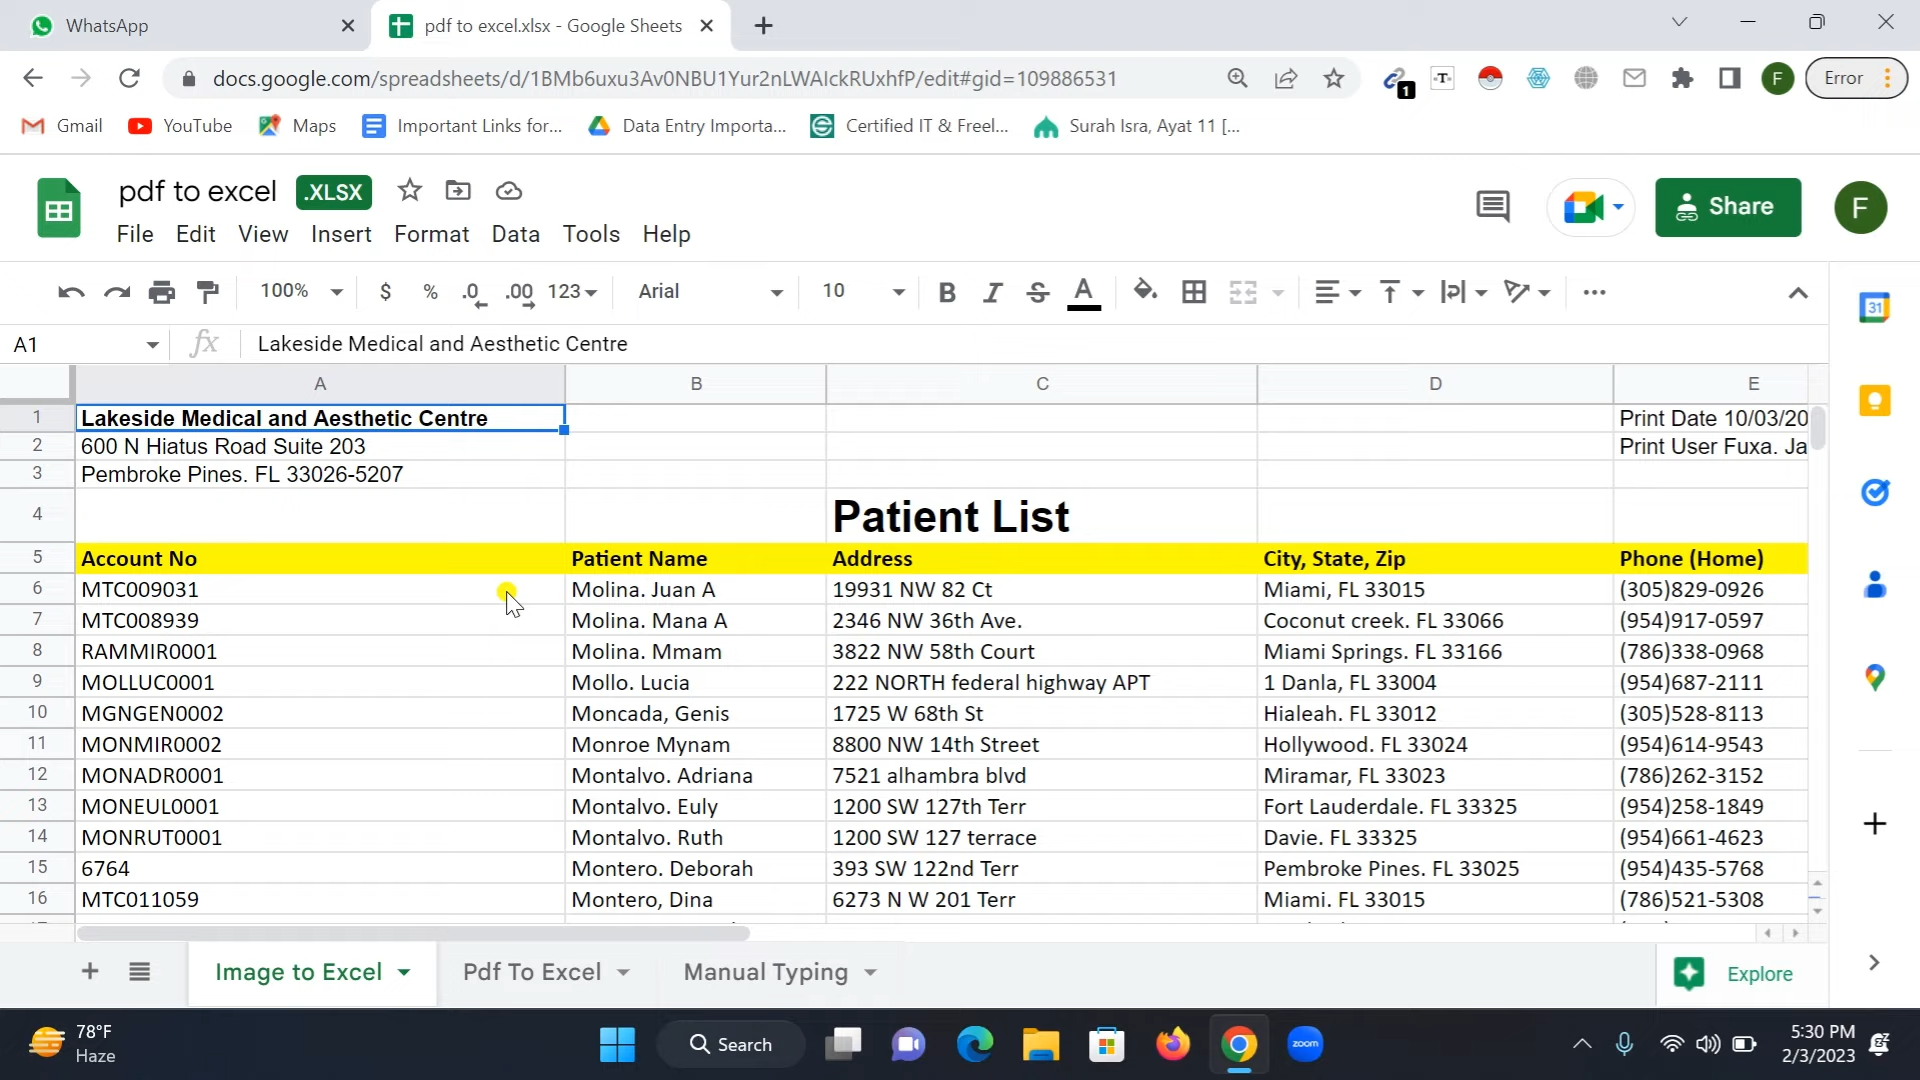 WhatsApp
pdf to excel.xlsx - Google Sheets
docs.google.com/spreadsheets/d/1BMb6uxu3Av0NBU1Yur2nLWAIckRUxhfP/edit#gid=109886531
1
T
F
Error
Gmail
YouTube
Maps
Important Links for...
Data Entry Importa...
Certified IT & Freel...
Surah Isra, Ayat 11 [...
pdf to excel
.XLSX
Share
F
File Edit View Insert Format Data Tools Help
100% $ % .0 .00 123 Arial 10 B I S A
31
A1 fx Lakeside Medical and Aesthetic Centre
A B C D E
1 Lakeside Medical and Aesthetic Centre Print Date 10/03/20
2 600 N Hiatus Road Suite 203 Print User Fuxa. Ja
3 Pembroke Pines. FL 33026-5207
4 Patient List
5 Account No Patient Name Address City, State, Zip Phone (Home)
6 MTC009031 Molina. Juan A 19931 NW 82 Ct Miami, FL 33015 (305)829-0926
7 MTC008939 Molina. Mana A 2346 NW 36th Ave. Coconut creek. FL 33066 (954)917-0597
8 RAMMIR0001 Molina. Mmam 3822 NW 58th Court Miami Springs. FL 33166 (786)338-0968
9 MOLLUC0001 Mollo. Lucia 222 NORTH federal highway APT 1 Danla, FL 33004 (954)687-2111
10 MGNGEN0002 Moncada, Genis 1725 W 68th St Hialeah. FL 33012 (305)528-8113
11 MONMIR0002 Monroe Mynam 8800 NW 14th Street Hollywood. FL 33024 (954)614-9543
12 MONADR0001 Montalvo. Adriana 7521 alhambra blvd Miramar, FL 33023 (786)262-3152
13 MONEUL0001 Montalvo. Euly 1200 SW 127th Terr Fort Lauderdale. FL 33325 (954)258-1849
14 MONRUT0001 Montalvo. Ruth 1200 SW 127 terrace Davie. FL 33325 (954)661-4623
15 6764 Montero. Deborah 393 SW 122nd Terr Pembroke Pines. FL 33025 (954)435-5768
16 MTC011059 Montero, Dina 6273 N W 201 Terr Miami. FL 33015 (786)521-5308
Image to Excel Pdf To Excel Manual Typing Explore
78°F
Haze
Search
zoom
5:30 PM
2/3/2023